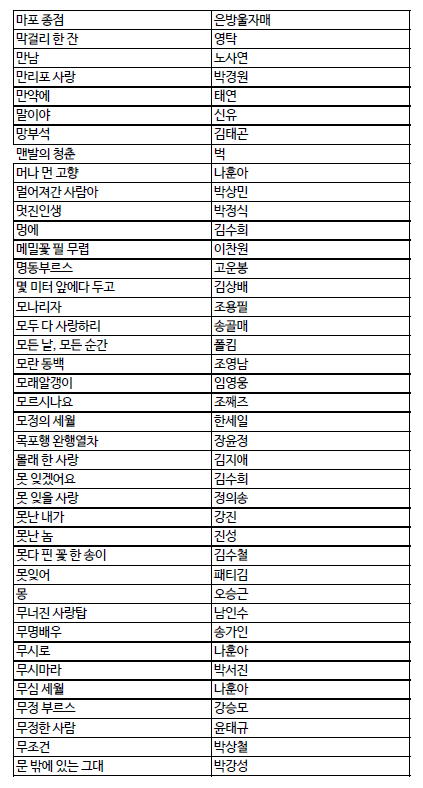 마포 종점 은방울자매
막걸리 한 잔 영탁
만남 노사연
만리포 사랑 박경원
만약에 태연
말이야 신유
망부석 김태곤
맨발의 청춘 벅
머나 먼 고향 나훈아
멀어져간 사람아 박상민
멋진인생 박정식
멍에 김수희
메밀꽃 필 무렵 이찬원
명동부르스 고운봉
몇 미터 앞에다 두고 김상배
모나리자 조용필
모두 다 사랑하리 송골매
모든 날, 모든 순간 폴킴
모란 동백 조영남
모래알갱이 임영웅
모르시나요 조째즈
모정의 세월 한세일
목포행 완행열차 장윤정
몰래 한 사랑 김지애
못 잊겠어요 김수희
못 잊을 사랑 정의송
못난 내가 강진
못난 놈 진성
못다 핀 꽃 한 송이 김수철
못잊어 패티김
몽 오승근
무너진 사랑탑 남인수
무명배우 송가인
무시로 나훈아
무시마라 박서진
무심 세월 나훈아
무정 부르스 강승모
무정한 사람 윤태규
무조건 박상철
문 밖에 있는 그대 박강성